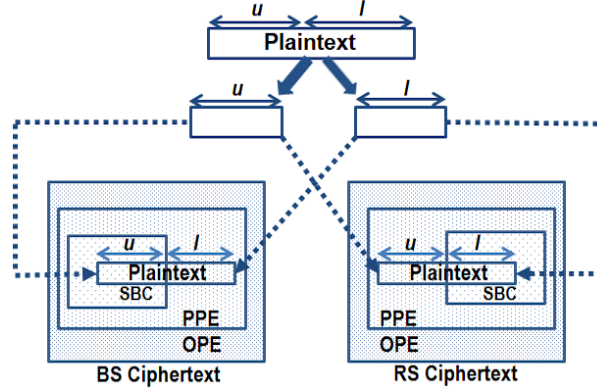 u l
Plaintext
u l
u l u l
Plaintext Plaintext
SBC SBC
PPE PPE
OPE OPE
BS Ciphertext RS Ciphertext